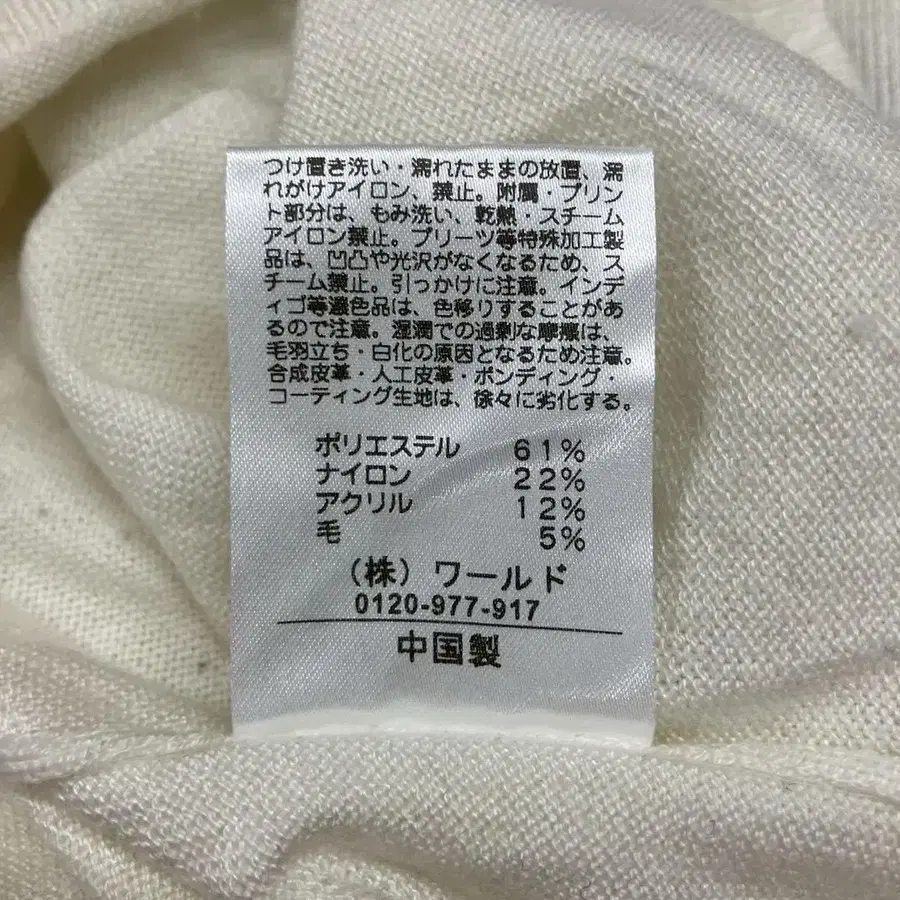 つけ置き洗い・濡れたままの放置、濡
れがけアイロン、禁止。附属・プリン
ト部分は、もみ洗い、乾熱・スチーム
アイロン禁止。プリーツ等特殊加工製
品は、凹凸や光沢がなくなるため、ス
チーム禁止。引っかけに注意。インデ
ィゴ等濃色品は、色移りすることがあ
るので注意。湿潤での過剰な摩擦は、
毛羽立ち・白化の原因となるため注意。
合成皮革・人工皮革・ボンディング・
コーティング生地は、徐々に劣化する。
ポリエステル 61%
ナイロン 22%
アクリル 12%
毛 5%
(株)ワールド
0120-977-917
中国製